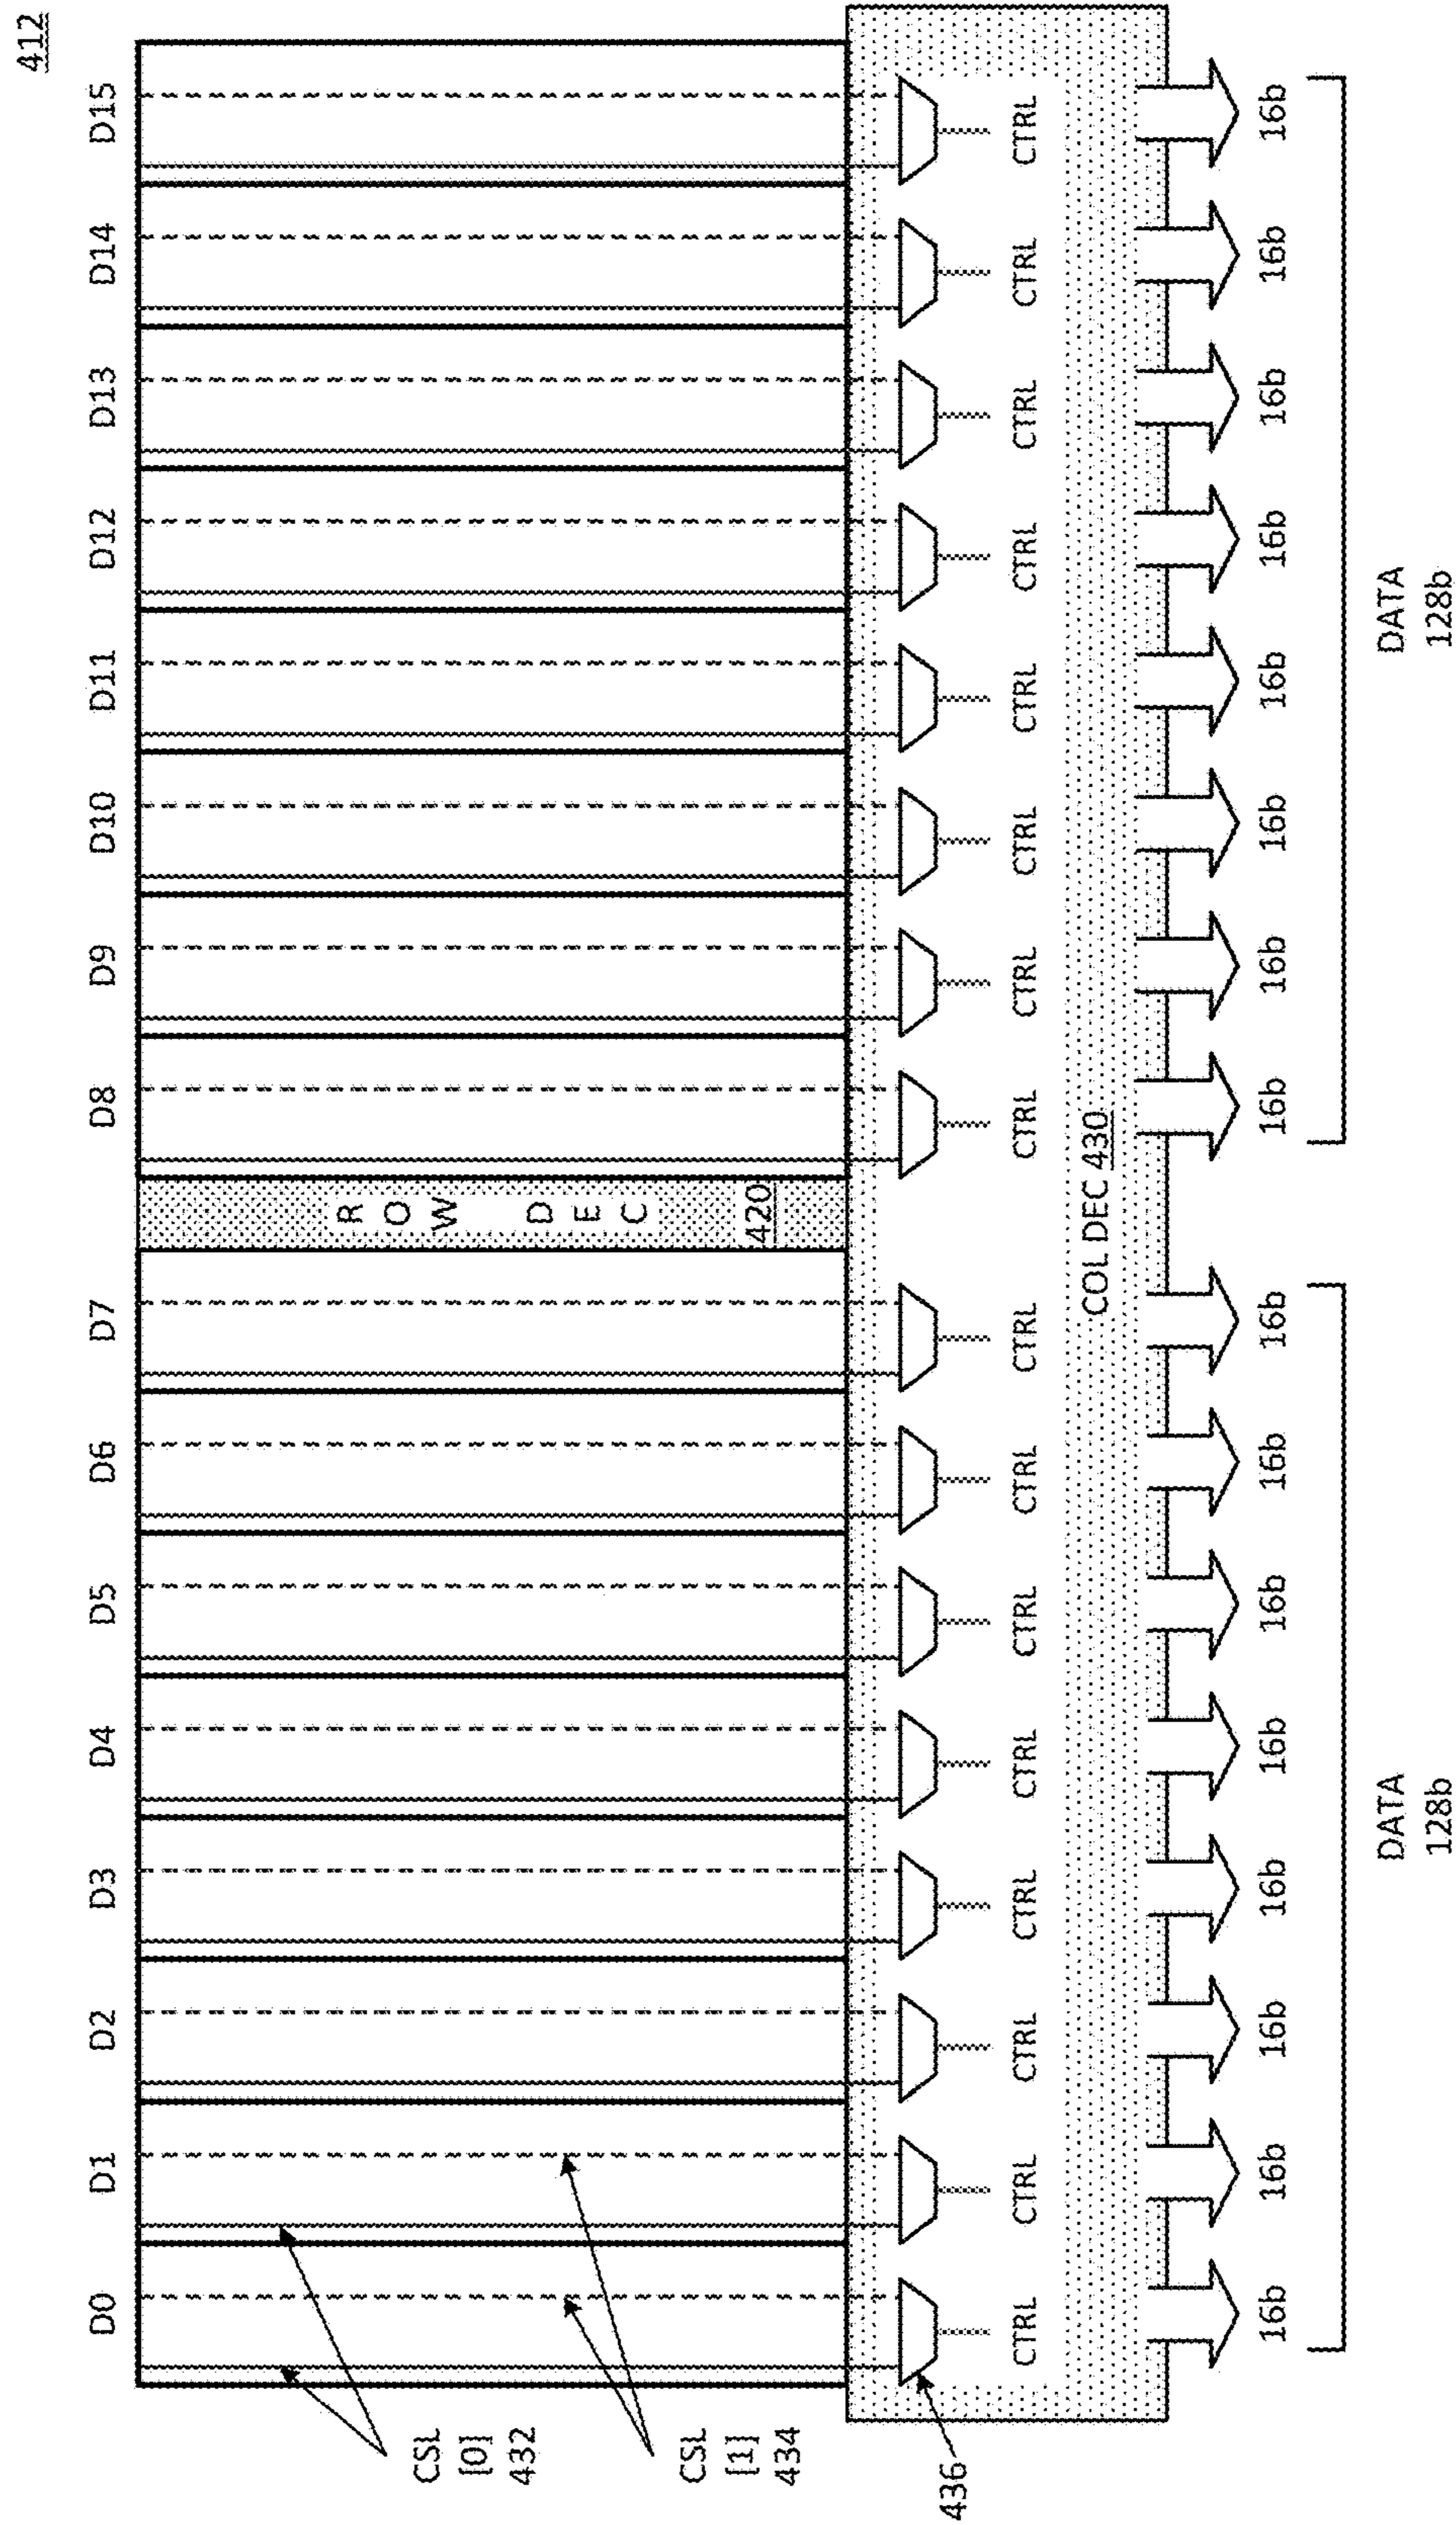 412
D0 D1 D2 D3 D4 D5 D6 D7 D8 D9 D10 D11 D12 D13 D14 D15
ROW DEC
420
CSL
[0]
432
CSL
[1]
434
436
CTRL CTRL CTRL CTRL CTRL CTRL CTRL CTRL CTRL CTRL CTRL CTRL CTRL CTRL CTRL CTRL
COL DEC 430
16b 16b 16b 16b 16b 16b 16b 16b 16b 16b 16b 16b 16b 16b 16b 16b
DATA
128b
DATA
128b